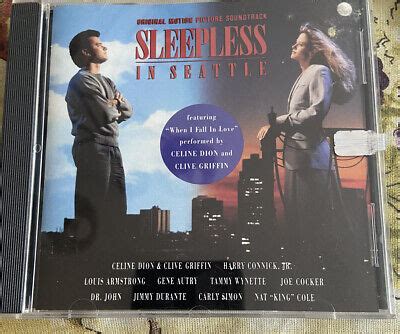 ORIGINAL MOTION PICTURE SOUNDTRACK
SLEEPLESS
IN SEATTLE
featuring
"When I Fall In Love"
performed by
CELINE DION and
CLIVE GRIFFIN
CELINE DION & CLIVE GRIFFIN HARRY CONNICK, JR.
LOUIS ARMSTRONG GENE AUTRY TAMMY WYNETTE JOE COCKER
DR. JOHN JIMMY DURANTE CARLY SIMON NAT "KING" COLE